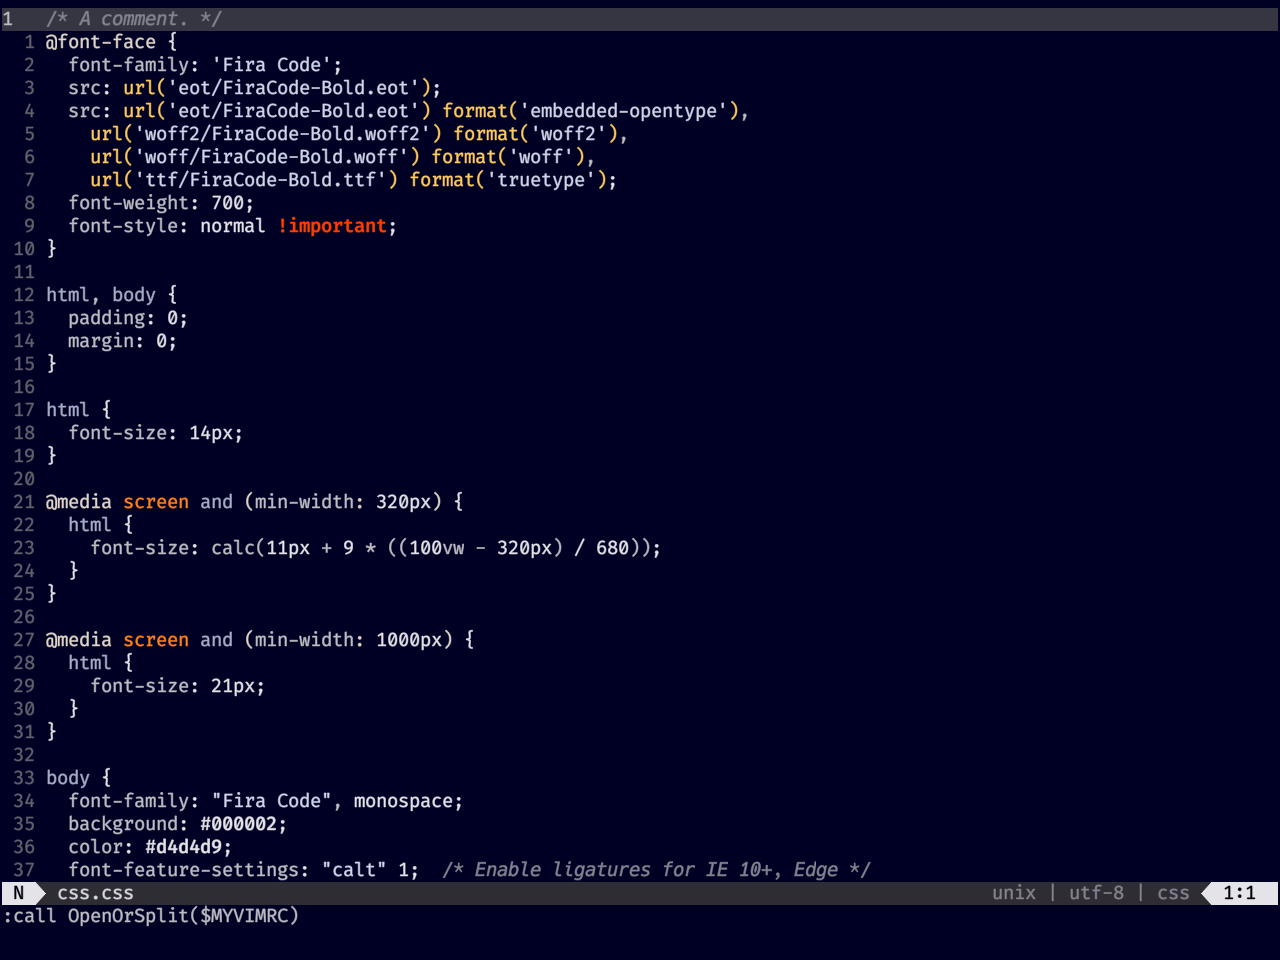 1   /* A comment. */
  1 @font-face {
  2   font-family: 'Fira Code';
  3   src: url('eot/FiraCode-Bold.eot');
  4   src: url('eot/FiraCode-Bold.eot') format('embedded-opentype'),
  5     url('woff2/FiraCode-Bold.woff2') format('woff2'),
  6     url('woff/FiraCode-Bold.woff') format('woff'),
  7     url('ttf/FiraCode-Bold.ttf') format('truetype');
  8   font-weight: 700;
  9   font-style: normal !important;
 10 }
 11
 12 html, body {
 13   padding: 0;
 14   margin: 0;
 15 }
 16
 17 html {
 18   font-size: 14px;
 19 }
 20
 21 @media screen and (min-width: 320px) {
 22   html {
 23     font-size: calc(11px + 9 * ((100vw - 320px) / 680));
 24   }
 25 }
 26
 27 @media screen and (min-width: 1000px) {
 28   html {
 29     font-size: 21px;
 30   }
 31 }
 32
 33 body {
 34   font-family: "Fira Code", monospace;
 35   background: #000002;
 36   color: #d4d4d9;
 37   font-feature-settings: "calt" 1;  /* Enable ligatures for IE 10+, Edge */
 N   css.css   unix | utf-8 | css   1:1
:call OpenOrSplit($MYVIMRC)